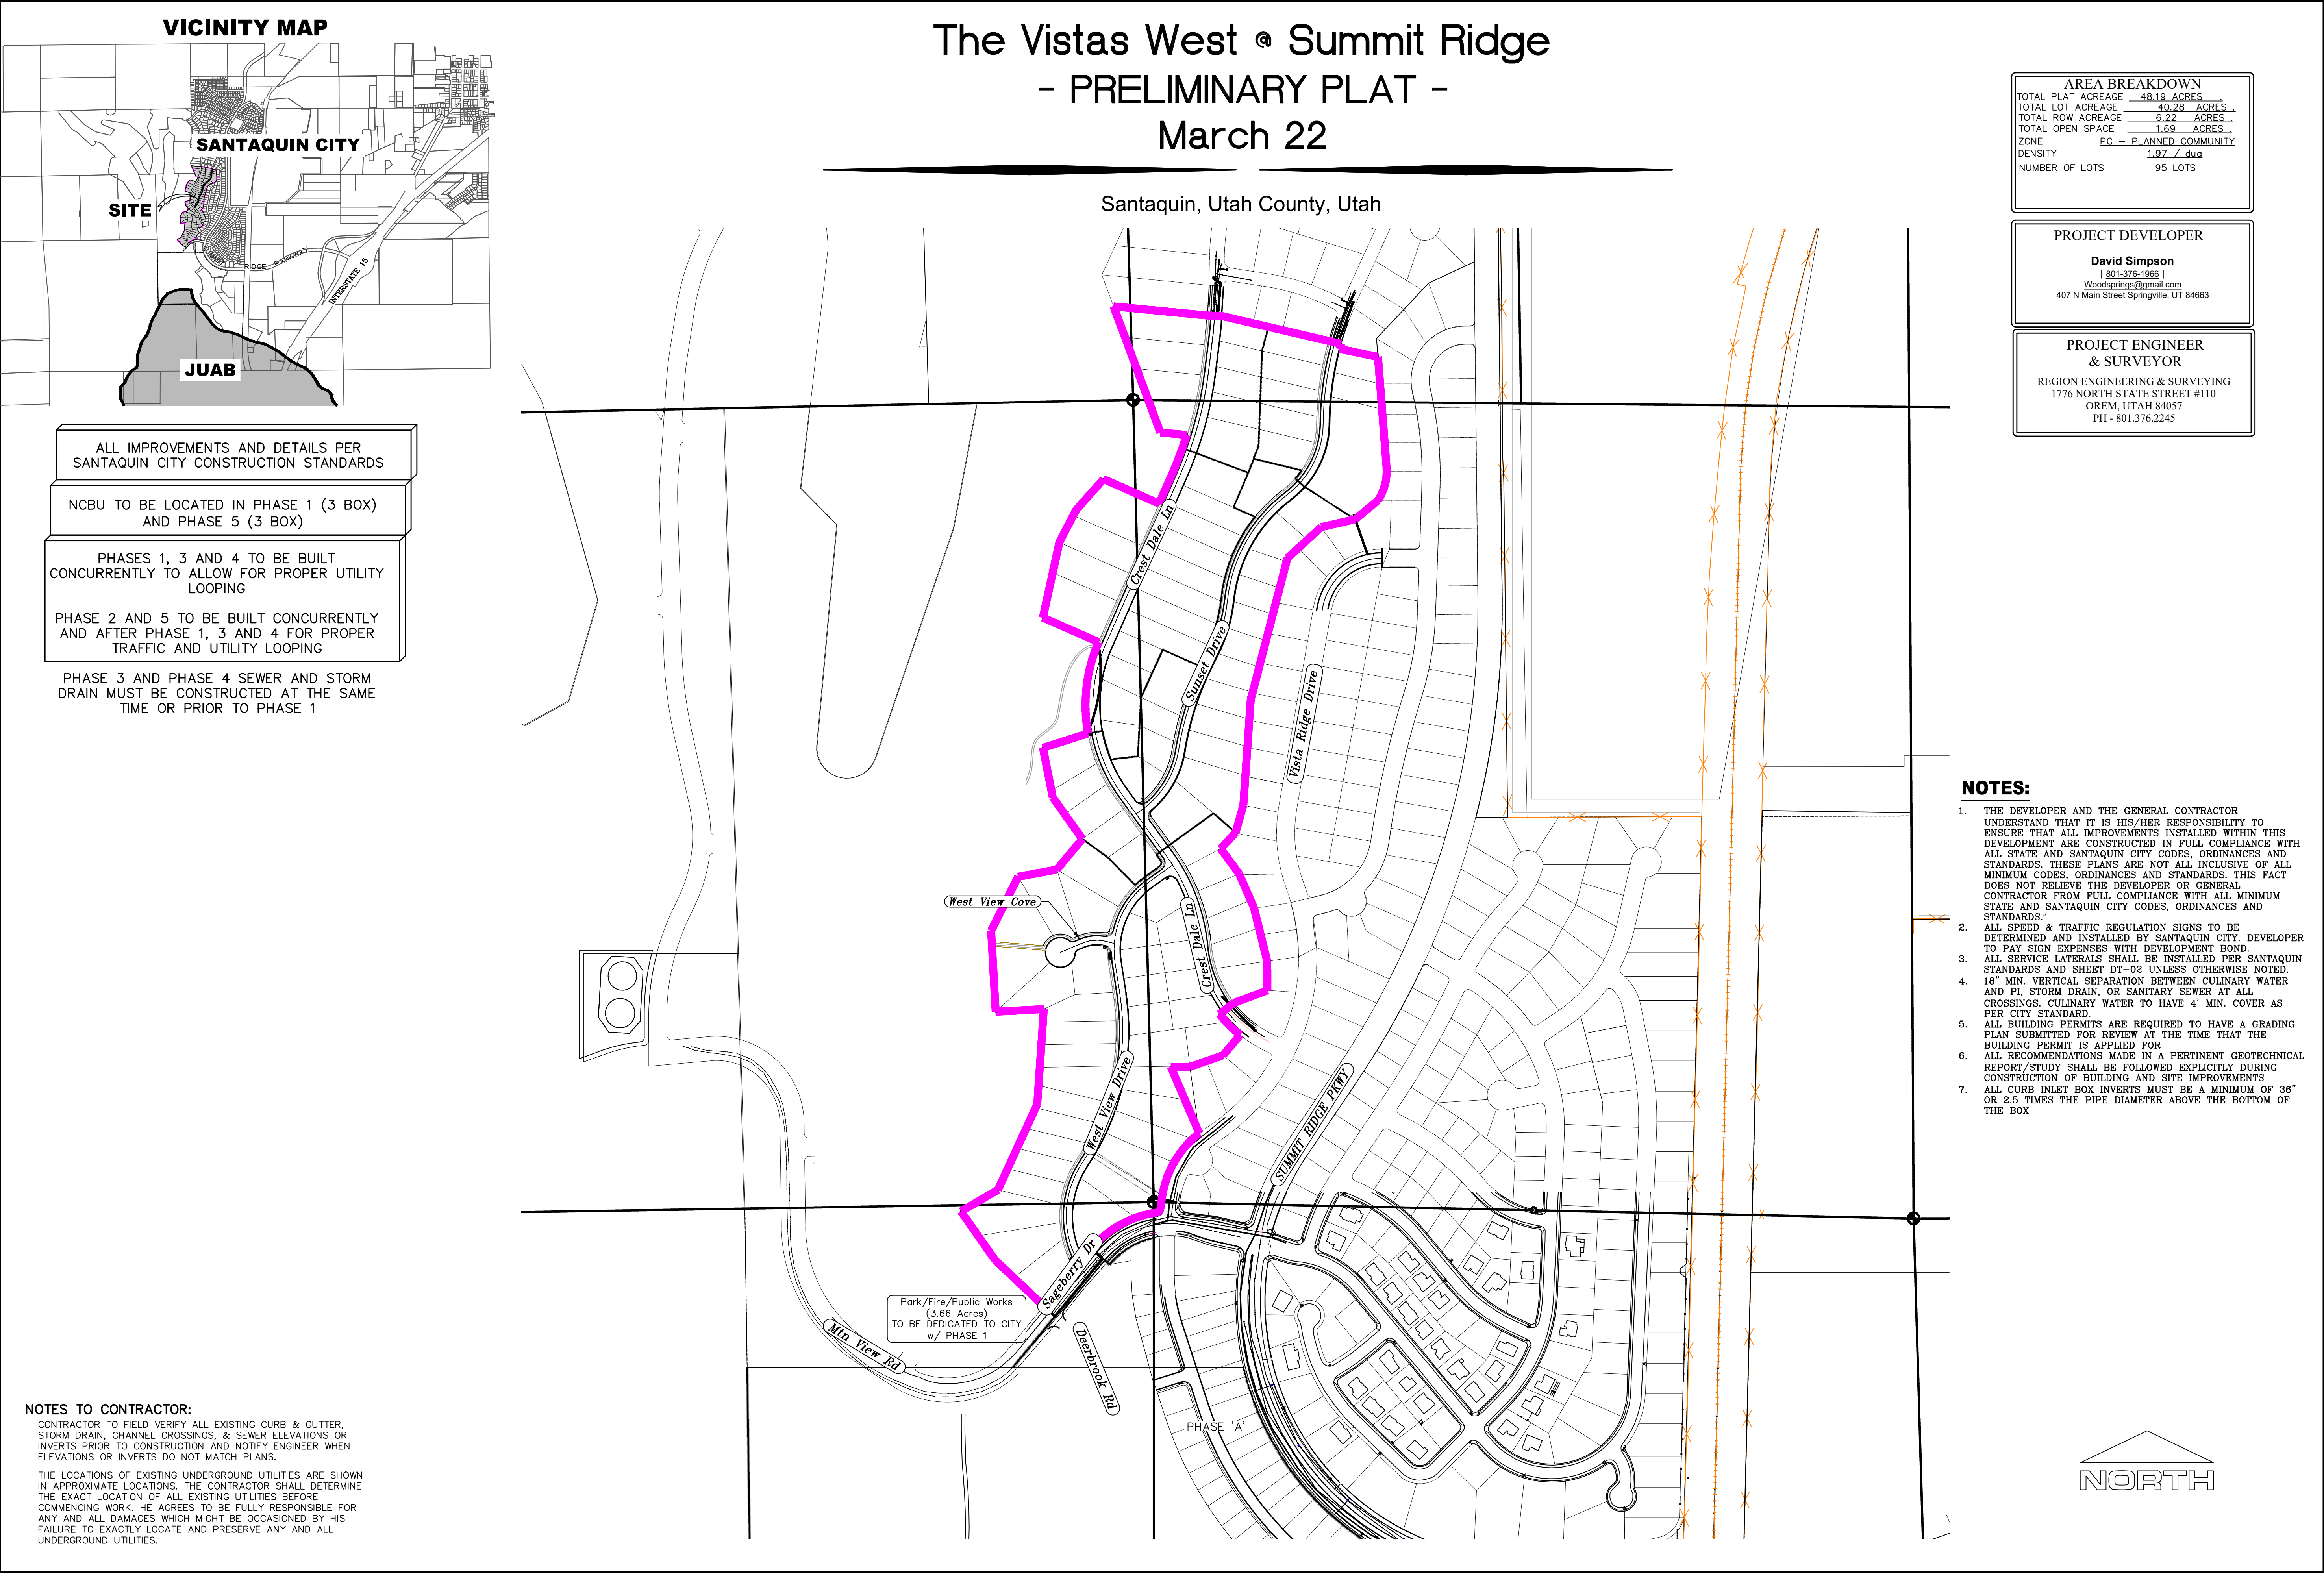 VICINITY MAP
SANTAQUIN CITY
SITE
SUMMIT RIDGE PARKWAY
INTERSTATE 15
JUAB
ALL IMPROVEMENTS AND DETAILS PER
SANTAQUIN CITY CONSTRUCTION STANDARDS
NCBU TO BE LOCATED IN PHASE 1 (3 BOX)
AND PHASE 5 (3 BOX)
PHASES 1, 3 AND 4 TO BE BUILT
CONCURRENTLY TO ALLOW FOR PROPER UTILITY
LOOPING
PHASE 2 AND 5 TO BE BUILT CONCURRENTLY
AND AFTER PHASE 1, 3 AND 4 FOR PROPER
TRAFFIC AND UTILITY LOOPING
PHASE 3 AND PHASE 4 SEWER AND STORM
DRAIN MUST BE CONSTRUCTED AT THE SAME
TIME OR PRIOR TO PHASE 1
NOTES TO CONTRACTOR:
CONTRACTOR TO FIELD VERIFY ALL EXISTING CURB & GUTTER,
STORM DRAIN, CHANNEL CROSSINGS, & SEWER ELEVATIONS OR
INVERTS PRIOR TO CONSTRUCTION AND NOTIFY ENGINEER WHEN
ELEVATIONS OR INVERTS DO NOT MATCH PLANS.
THE LOCATIONS OF EXISTING UNDERGROUND UTILITIES ARE SHOWN
IN APPROXIMATE LOCATIONS. THE CONTRACTOR SHALL DETERMINE
THE EXACT LOCATION OF ALL EXISTING UTILITIES BEFORE
COMMENCING WORK. HE AGREES TO BE FULLY RESPONSIBLE FOR
ANY AND ALL DAMAGES WHICH MIGHT BE OCCASIONED BY HIS
FAILURE TO EXACTLY LOCATE AND PRESERVE ANY AND ALL
UNDERGROUND UTILITIES.
The Vistas West @ Summit Ridge
- PRELIMINARY PLAT -
March 22
Santaquin, Utah County, Utah
Crest Dale Ln
Sunset Drive
Vista Ridge Drive
West View Cove
Crest Dale Ln
West View Drive
SUMMIT RIDGE PKWY
Sageberry Dr
Park/Fire/Public Works
(3.66 Acres)
TO BE DEDICATED TO CITY
w/ PHASE 1
Mtn View Rd
Deerbrook Rd
PHASE 'A'
AREA BREAKDOWN
TOTAL PLAT ACREAGE 48.19 ACRES .
TOTAL LOT ACREAGE 40.28 ACRES .
TOTAL ROW ACREAGE 6.22 ACRES .
TOTAL OPEN SPACE 1.69 ACRES .
ZONE PC - PLANNED COMMUNITY
DENSITY 1.97 / dua
NUMBER OF LOTS 95 LOTS
PROJECT DEVELOPER
David Simpson
| 801-376-1966 |
Woodsprings@gmail.com
407 N Main Street Springville, UT 84663
PROJECT ENGINEER
& SURVEYOR
REGION ENGINEERING & SURVEYING
1776 NORTH STATE STREET #110
OREM, UTAH 84057
PH - 801.376.2245
NOTES:
1. THE DEVELOPER AND THE GENERAL CONTRACTOR
UNDERSTAND THAT IT IS HIS/HER RESPONSIBILITY TO
ENSURE THAT ALL IMPROVEMENTS INSTALLED WITHIN THIS
DEVELOPMENT ARE CONSTRUCTED IN FULL COMPLIANCE WITH
ALL STATE AND SANTAQUIN CITY CODES, ORDINANCES AND
STANDARDS. THESE PLANS ARE NOT ALL INCLUSIVE OF ALL
MINIMUM CODES, ORDINANCES AND STANDARDS. THIS FACT
DOES NOT RELIEVE THE DEVELOPER OR GENERAL
CONTRACTOR FROM FULL COMPLIANCE WITH ALL MINIMUM
STATE AND SANTAQUIN CITY CODES, ORDINANCES AND
STANDARDS."
2. ALL SPEED & TRAFFIC REGULATION SIGNS TO BE
DETERMINED AND INSTALLED BY SANTAQUIN CITY. DEVELOPER
TO PAY SIGN EXPENSES WITH DEVELOPMENT BOND.
3. ALL SERVICE LATERALS SHALL BE INSTALLED PER SANTAQUIN
STANDARDS AND SHEET DT-02 UNLESS OTHERWISE NOTED.
4. 18" MIN. VERTICAL SEPARATION BETWEEN CULINARY WATER
AND PI, STORM DRAIN, OR SANITARY SEWER AT ALL
CROSSINGS. CULINARY WATER TO HAVE 4' MIN. COVER AS
PER CITY STANDARD.
5. ALL BUILDING PERMITS ARE REQUIRED TO HAVE A GRADING
PLAN SUBMITTED FOR REVIEW AT THE TIME THAT THE
BUILDING PERMIT IS APPLIED FOR
6. ALL RECOMMENDATIONS MADE IN A PERTINENT GEOTECHNICAL
REPORT/STUDY SHALL BE FOLLOWED EXPLICITLY DURING
CONSTRUCTION OF BUILDING AND SITE IMPROVEMENTS
7. ALL CURB INLET BOX INVERTS MUST BE A MINIMUM OF 36"
OR 2.5 TIMES THE PIPE DIAMETER ABOVE THE BOTTOM OF
THE BOX
NORTH